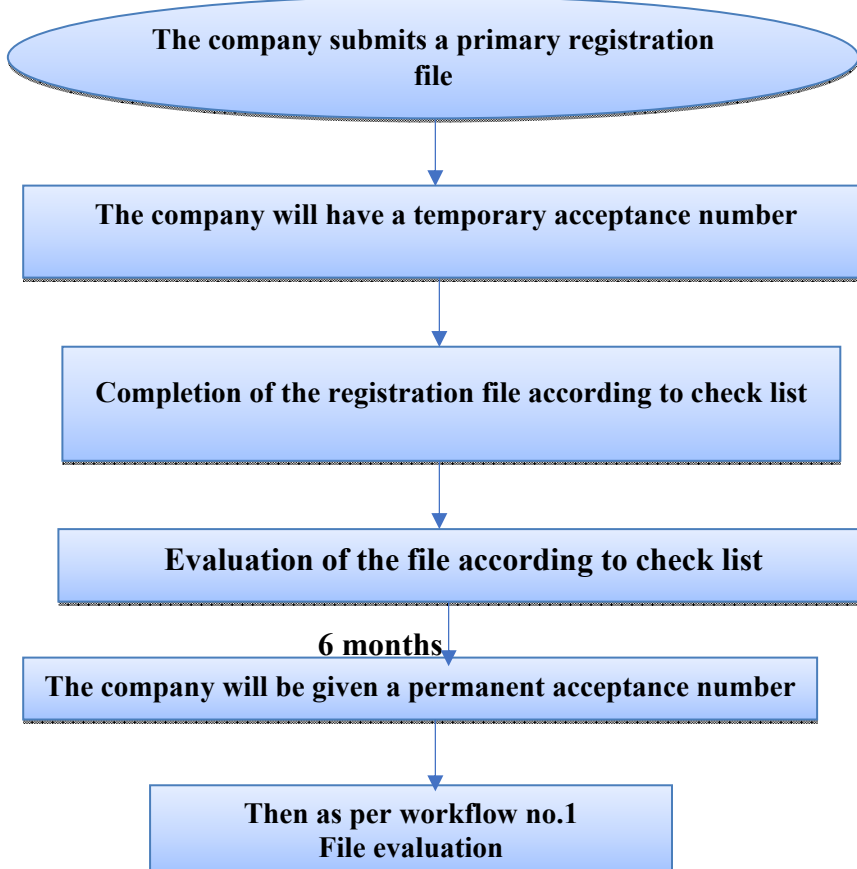 The company submits a primary registration
file
The company will have a temporary acceptance number
Completion of the registration file according to check list
Evaluation of the file according to check list
6 months
The company will be given a permanent acceptance number
Then as per workflow no.1
File evaluation